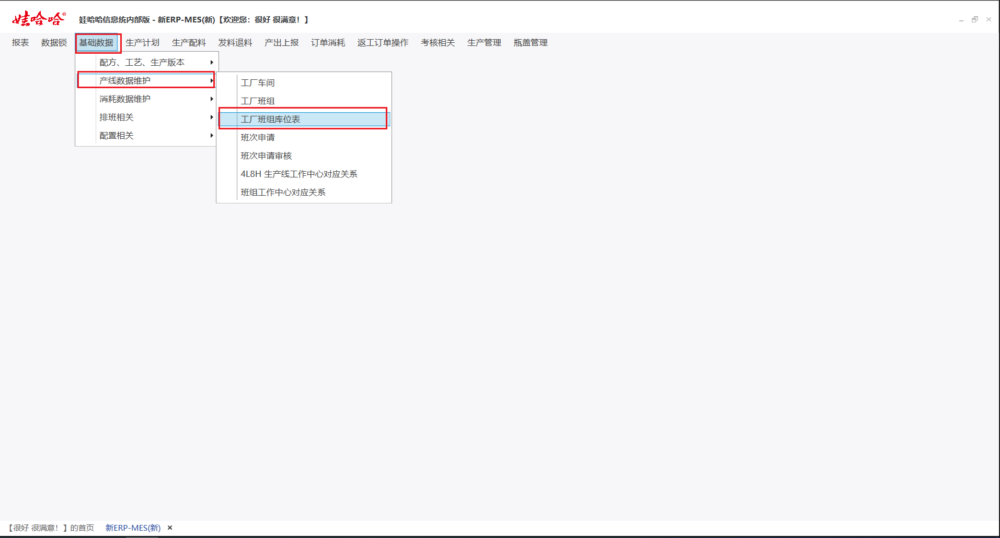 娃哈哈®
娃哈哈信息统内部版 - 新ERP-MES(新)【欢迎您：很好 很满意！】
报表 数据锁 基础数据 生产计划 生产配料 发料退料 产出上报 订单消耗 返工订单操作 考核相关 生产管理 瓶盖管理
配方、工艺、生产版本
产线数据维护
消耗数据维护
排班相关
配置相关
工厂车间
工厂班组
工厂班组库位表
班次申请
班次申请审核
4L8H 生产线工作中心对应关系
班组工作中心对应关系
【很好 很满意！】的首页 新ERP-MES(新)